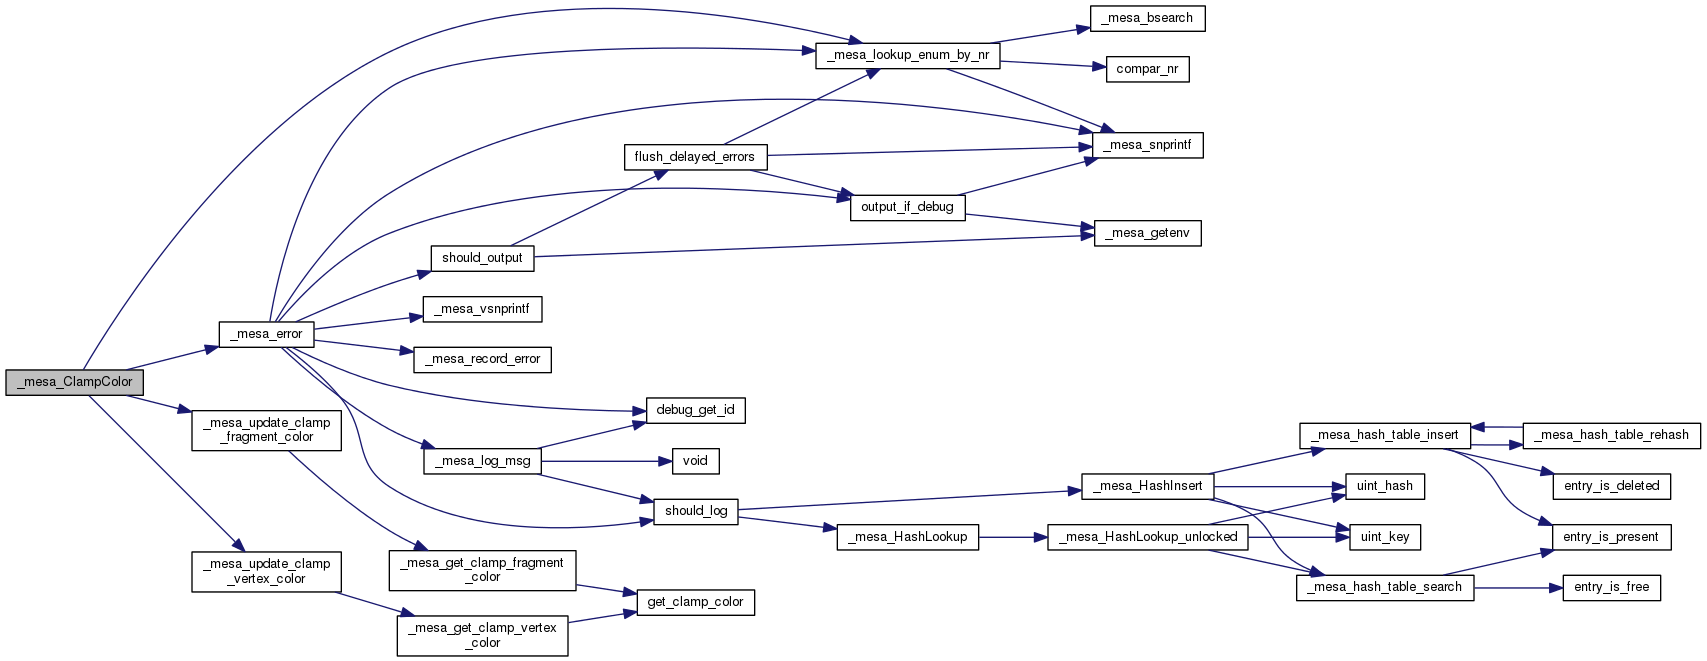 _mesa_bsearch
_mesa_lookup_enum_by_nr
compar_nr
_mesa_snprintf
flush_delayed_errors
output_if_debug
_mesa_getenv
should_output
_mesa_vsnprintf
_mesa_error
_mesa_record_error
_mesa_ClampColor
debug_get_id
_mesa_update_clamp
_fragment_color
_mesa_log_msg
void
should_log
_mesa_hash_table_insert
_mesa_hash_table_rehash
_mesa_HashInsert
uint_hash
entry_is_deleted
_mesa_HashLookup
_mesa_HashLookup_unlocked
uint_key
entry_is_present
_mesa_update_clamp
_vertex_color
_mesa_get_clamp_fragment
_color
get_clamp_color
_mesa_hash_table_search
entry_is_free
_mesa_get_clamp_vertex
_color